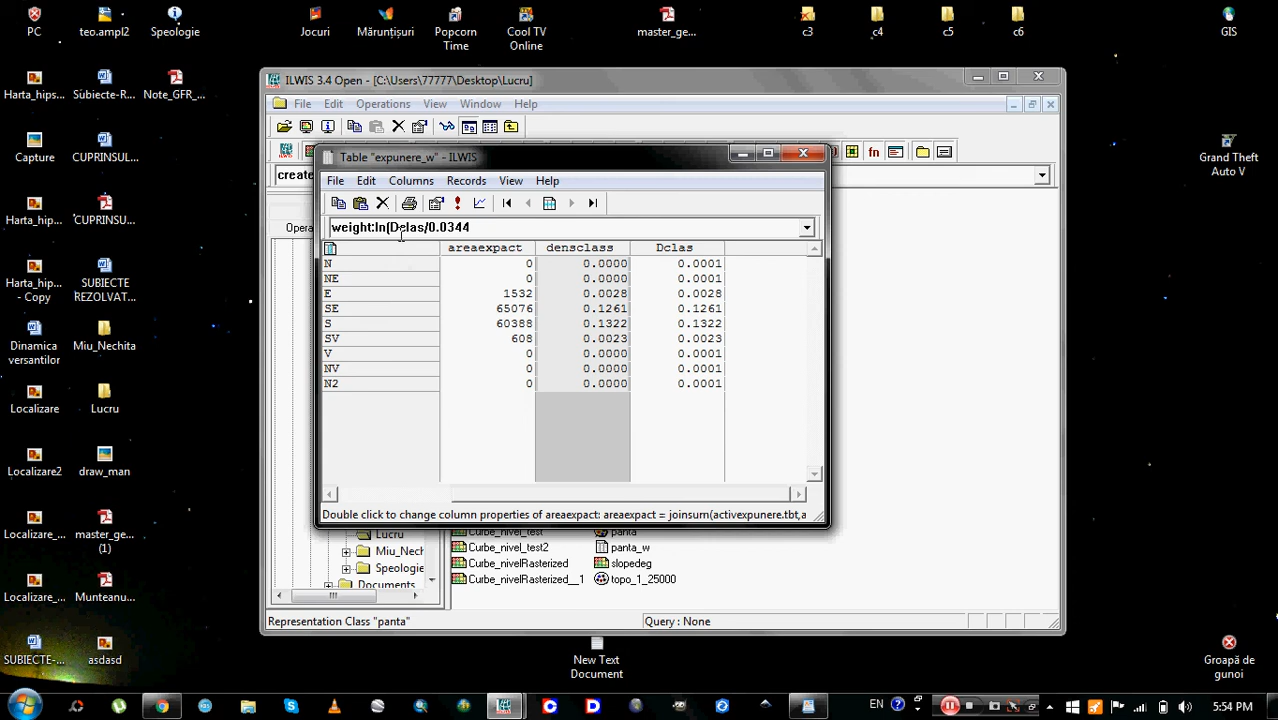 PC
teo.ampl2
Speologie
Jocuri
Mărunțișuri
Popcorn Time
Cool TV Online
master_ge...
c3
c4
c5
c6
GIS
Harta_hips...
Subiecte-R...
Note_GFR_...
Capture
CUPRINSUL...
Harta_hip...
CUPRINSU...
Harta_hip...
- Copy
SUBIECTE
REZOLVAT...
Dinamica
versantilor
Miu_Nechita
Localizare
Lucru
Localizare2
draw_man
Localizare_...
master_ge...
(1)
Localizare_...
Munteanu...
SUBIECTE-...
asdasd
Grand Theft
Auto V
Groapă de
gunoi
New Text
Document
ILWIS 3.4 Open - [C:\Users\77777\Desktop\Lucru]
File Edit Operations View Window Help
create
Opera
Table "expunere_w" - ILWIS
File Edit Columns Records View Help
weight:ln(Dclas/0.0344
areaexpact densclass Dclas
N 0 0.0000 0.0001
NE 0 0.0000 0.0001
E 1532 0.0028 0.0028
SE 65076 0.1261 0.1261
S 60388 0.1322 0.1322
SV 608 0.0023 0.0023
V 0 0.0000 0.0001
NV 0 0.0000 0.0001
N2 0 0.0000 0.0001
Double click to change column properties of areaexpact: areaexpact = joinsum(activexpunere.tbt,a
Lucru
Miu_Nech
Speologie
Documents
Curbe_nivel_test
panta
Curbe_nivel_test2
panta_w
Curbe_nivelRasterized
slopedeg
Curbe_nivelRasterized__1
topo_1_25000
Representation Class "panta"
Query : None
EN
5:54 PM